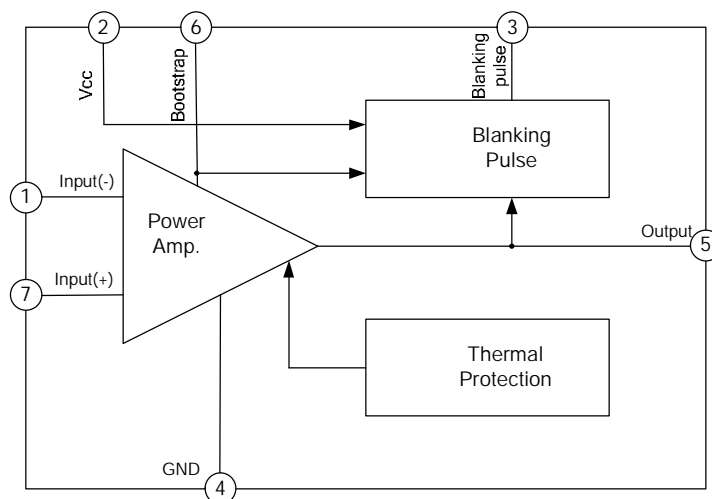 2
6
3
Vcc
Bootstrap
Blanking
pulse
Blanking
Pulse
1
Input(-)
Power
Amp.
Output
5
7
Input(+)
Thermal
Protection
GND
4